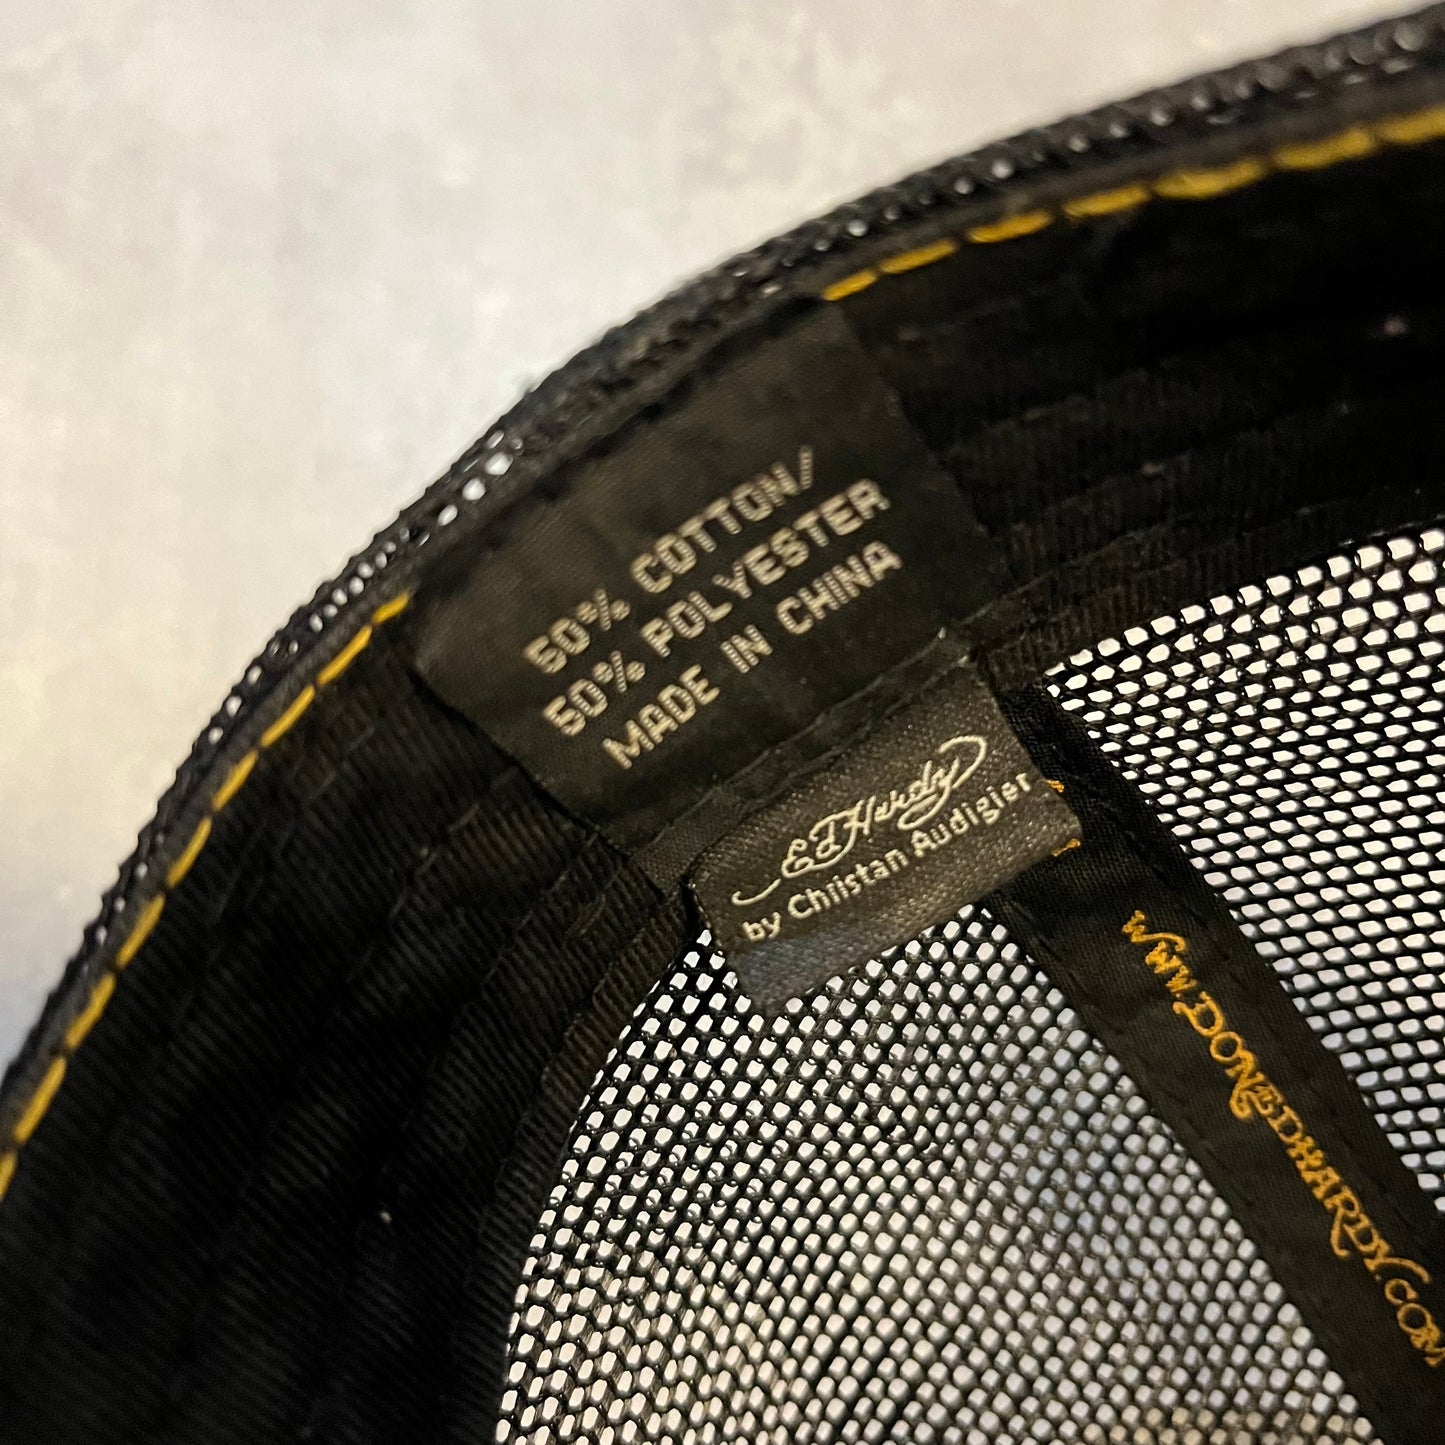 50% COTTON/
50% POLYESTER
MADE IN CHINA
Ed Hardy
by Chiistan Audigier
www.DONEDHARDY.COM